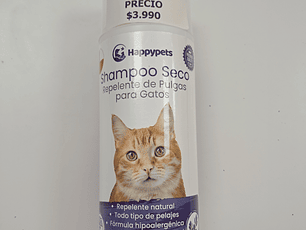 PRECIO
$3.990
Happypets
Shampoo Seco
Repelente de Pulgas
para Gatos
• Repelente natural
• Todo tipo de pelajes
• Fórmula hipoalergénica